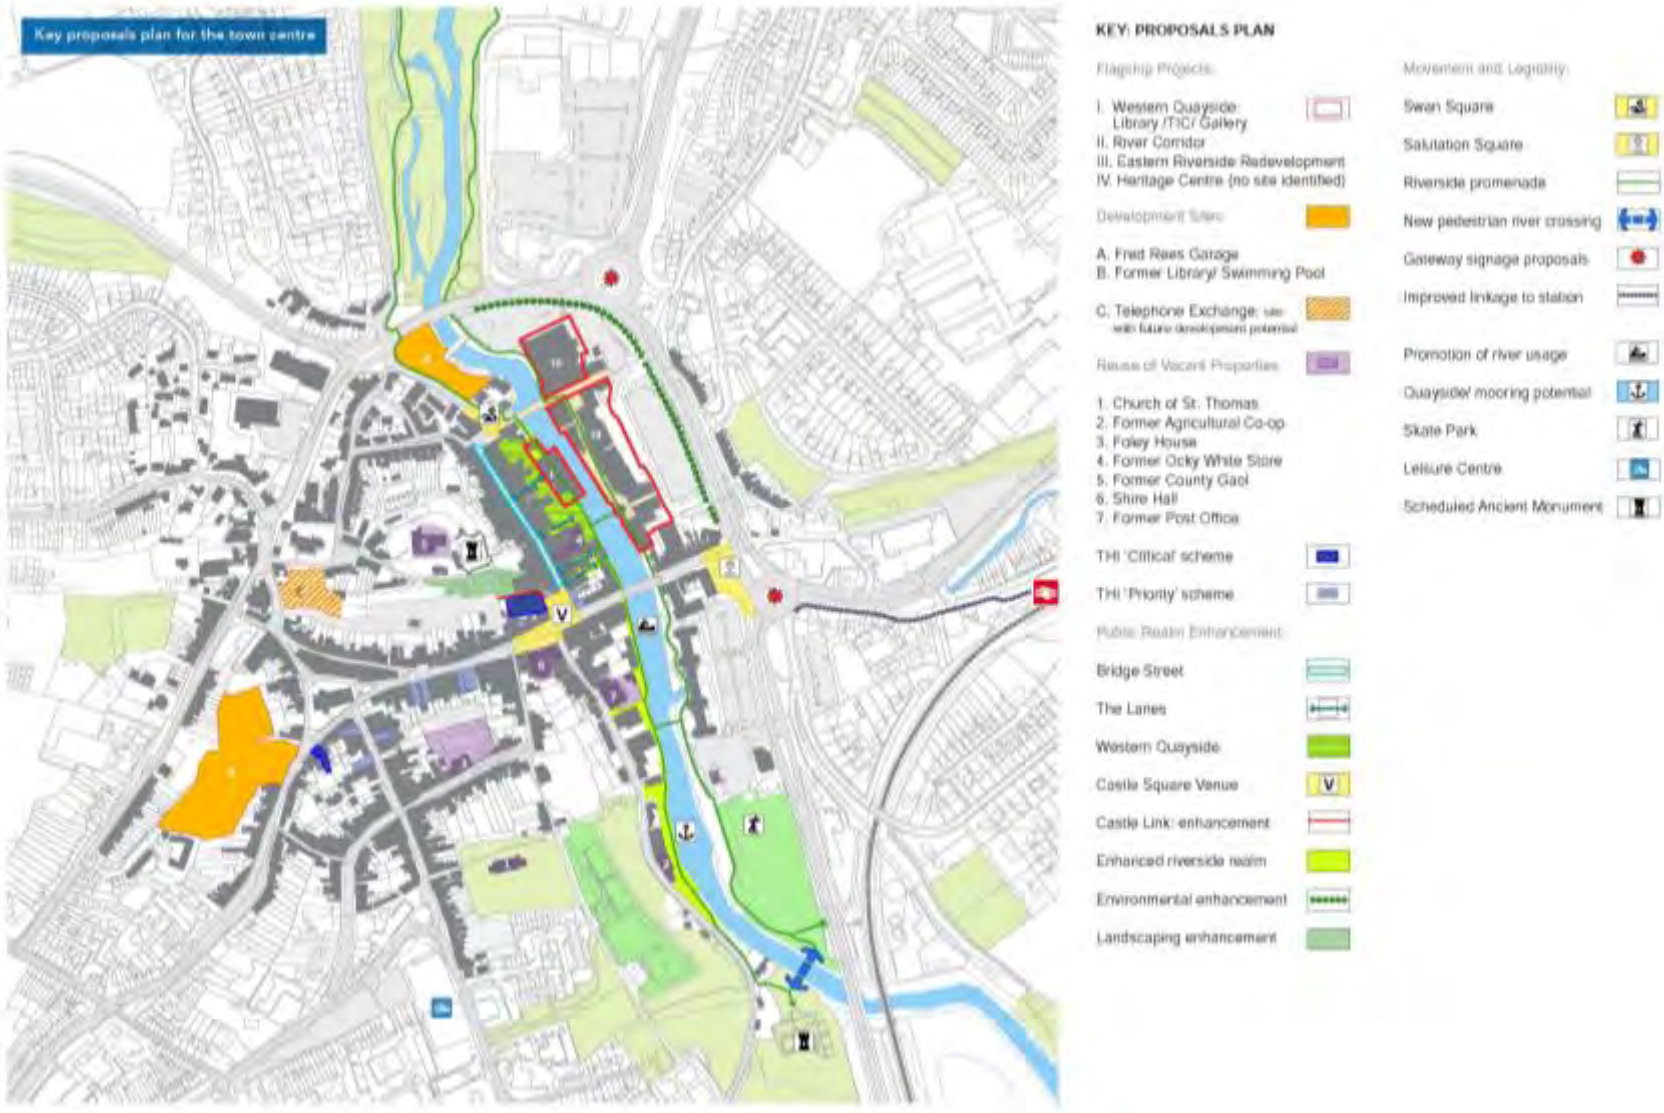 Key proposals plan for the town centre
KEY: PROPOSALS PLAN
Flagship Projects:
I. Western Quayside:
Library /TIC/ Gallery
II. River Corridor
III. Eastern Riverside Redevelopment
IV. Heritage Centre (no site identified)
Development Sites:
A. Fred Rees Garage
B. Former Library/ Swimming Pool
C. Telephone Exchange: site
with future development potential
Reuse of Vacant Properties
1. Church of St. Thomas
2. Former Agricultural Co-op
3. Foley House
4. Former Ocky White Store
5. Former County Gaol
6. Shire Hall
7. Former Post Office
THI 'Critical' scheme
THI 'Priority' scheme
Public Realm Enhancement:
Bridge Street
The Lanes
Western Quayside
Castle Square Venue
V
Castle Link: enhancement
Enhanced riverside realm
Environmental enhancement
Landscaping enhancement
Movement and Legibility:
Swan Square
Salutation Square
Riverside promenade
New pedestrian river crossing
Gateway signage proposals
Improved linkage to station
Promotion of river usage
Quayside/ mooring potential
Skate Park
Leisure Centre
Scheduled Ancient Monument
V